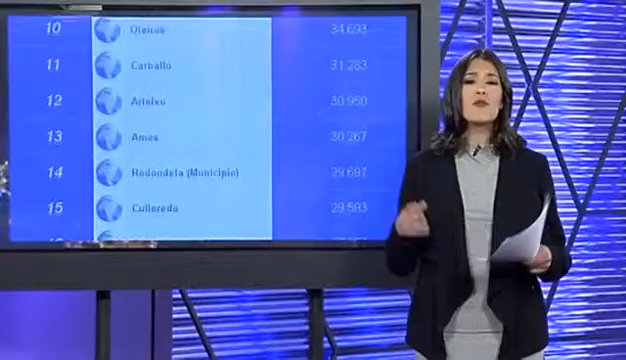 10 Oleiros 34.693
11 Carballo 31.283
12 Arteixo 30.950
13 Ames 30.267
14 Redondela (Municipio) 29.697
15 Culleredo 29.593